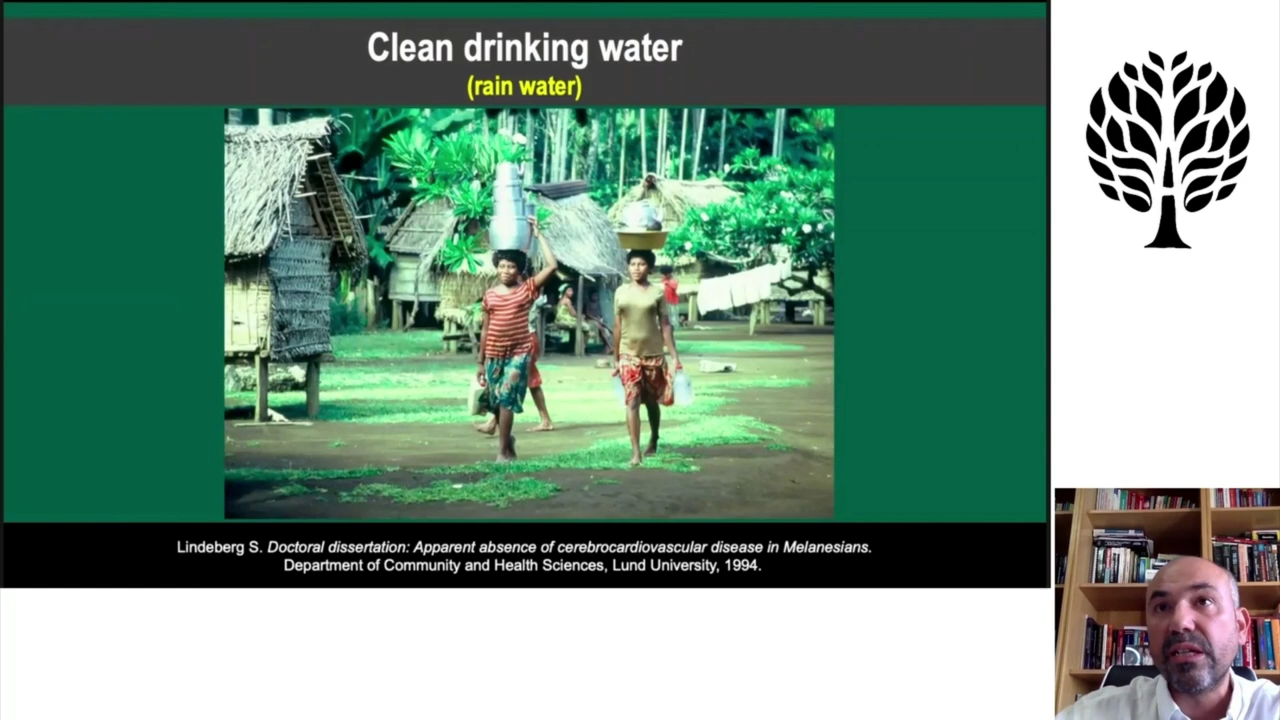 Clean drinking water
(rain water)
Lindeberg S. Doctoral dissertation: Apparent absence of cerebrocardiovascular disease in Melanesians.
Department of Community and Health Sciences, Lund University, 1994.